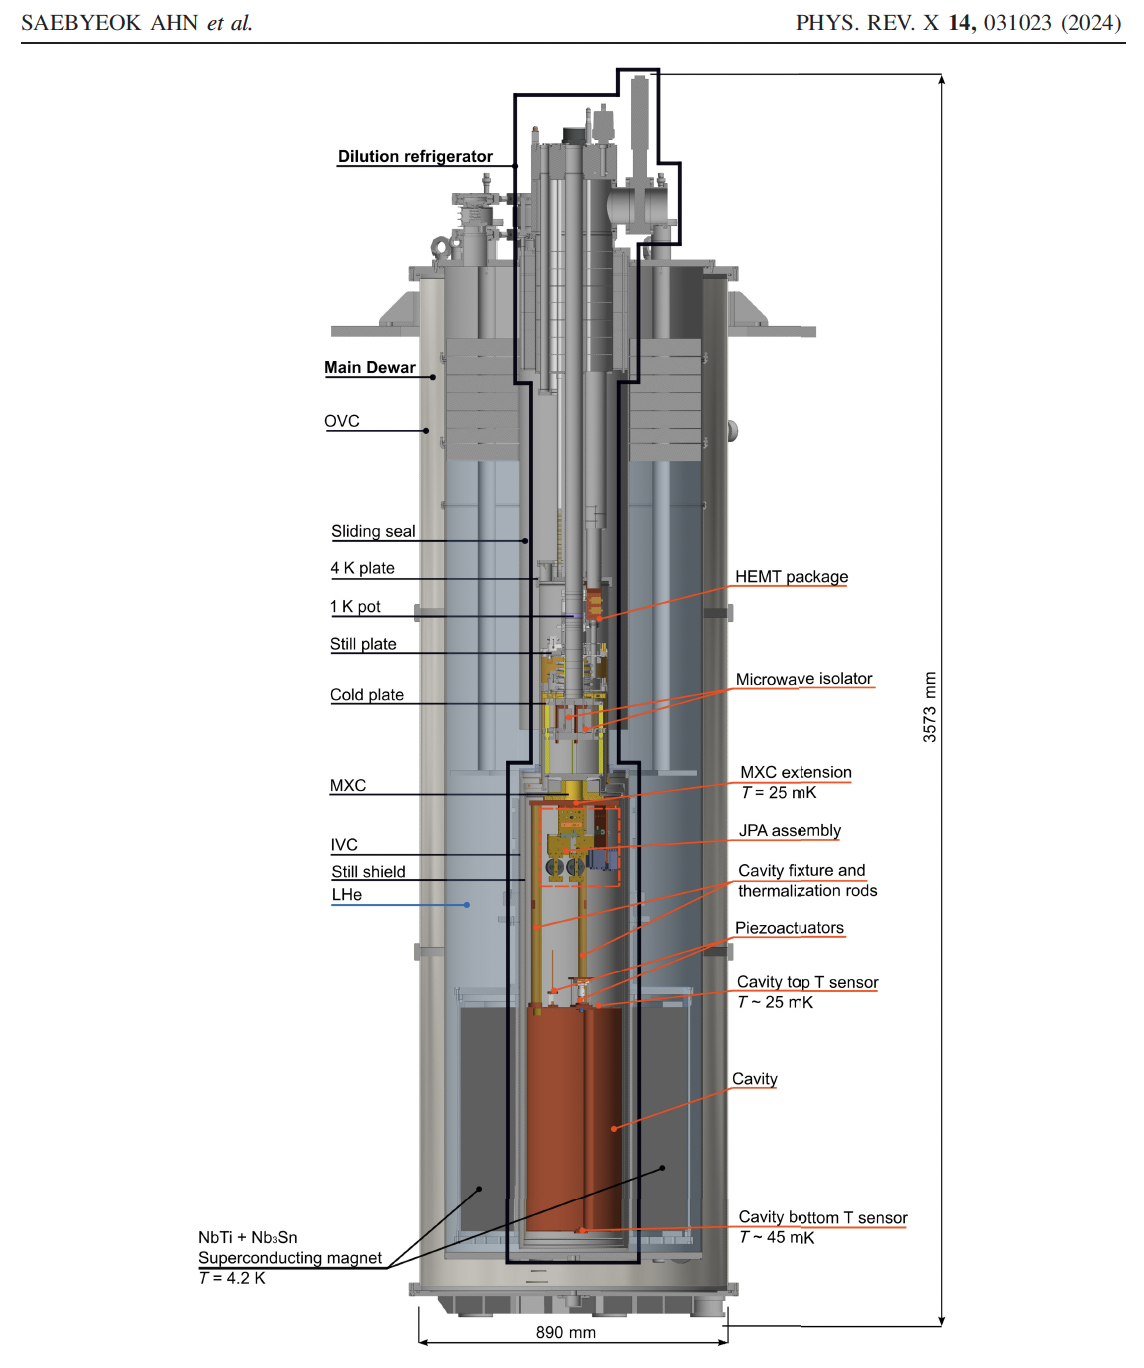 SAEBYEOK AHN et al.
PHYS. REV. X 14, 031023 (2024)
Dilution refrigerator
Main Dewar
OVC
Sliding seal
4 K plate
1 K pot
Still plate
Cold plate
MXC
IVC
Still shield
LHe
NbTi + Nb₃Sn
Superconducting magnet
T = 4.2 K
HEMT package
Microwave isolator
MXC extension
T = 25 mK
JPA assembly
Cavity fixture and
thermalization rods
Piezoactuators
Cavity top T sensor
T ~ 25 mK
Cavity
Cavity bottom T sensor
T ~ 45 mK
3573 mm
890 mm